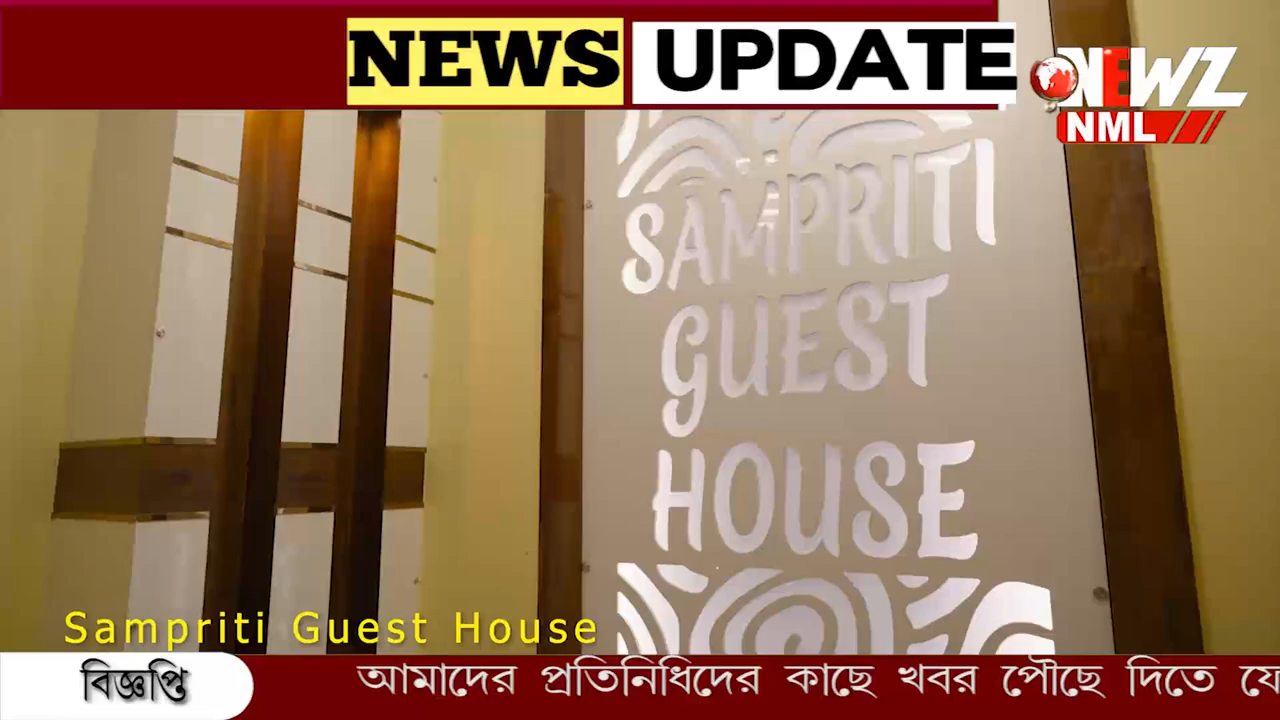 NEWS UPDATE
NEWZ
NML
SAMPRITI
GUEST
HOUSE
Sampriti Guest House
বিজ্ঞপ্তি
আমাদের প্রতিনিধিদের কাছে খবর পৌছে দিতে যে